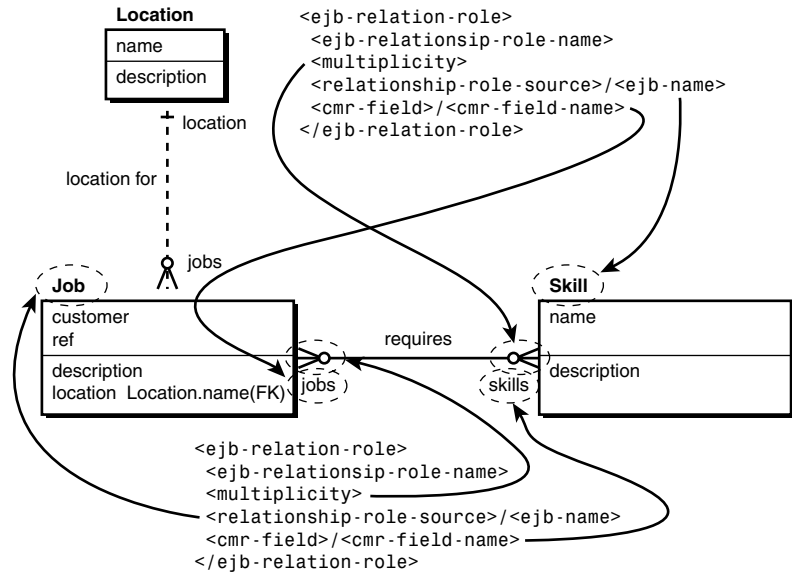 Location
name
description
<ejb-relation-role>
<ejb-relationsip-role-name>
<multiplicity>
<relationship-role-source>/<ejb-name>
<cmr-field>/<cmr-field-name>
</ejb-relation-role>
location
location for
jobs
Job
customer
ref
description
location Location.name(FK)
requires
jobs
skills
Skill
name
description
<ejb-relation-role>
<ejb-relationsip-role-name>
<multiplicity>
<relationship-role-source>/<ejb-name>
<cmr-field>/<cmr-field-name>
</ejb-relation-role>